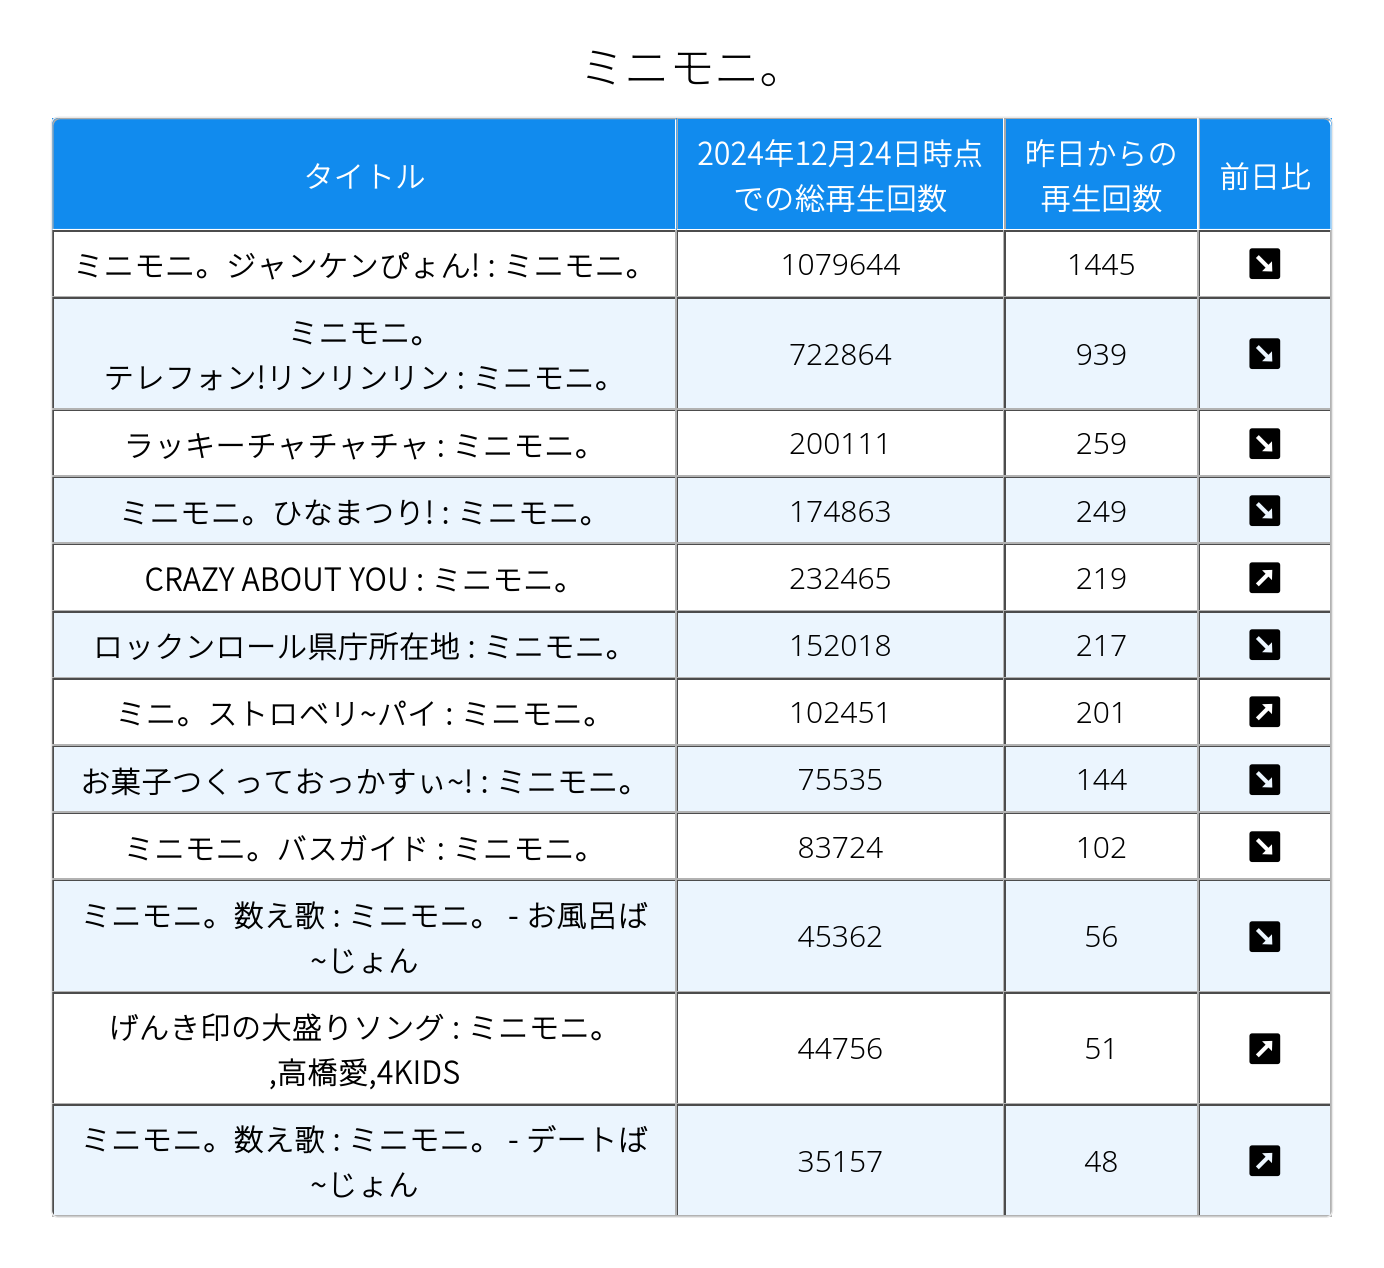 ミニモニ。
タイトル
2024年12月24日時点
での総再生回数
昨日からの
再生回数
前日比
ミニモニ。ジャンケンぴょん! : ミニモニ。
1079644
1445
ミニモニ。
テレフォン!リンリンリン : ミニモニ。
722864
939
ラッキーチャチャチャ : ミニモニ。
200111
259
ミニモニ。ひなまつり! : ミニモニ。
174863
249
CRAZY ABOUT YOU : ミニモニ。
232465
219
ロックンロール県庁所在地 : ミニモニ。
152018
217
ミニ。ストロベリ~パイ : ミニモニ。
102451
201
お菓子つくっておっかすぃ~! : ミニモニ。
75535
144
ミニモニ。バスガイド : ミニモニ。
83724
102
ミニモニ。数え歌 : ミニモニ。 - お風呂ば
~じょん
45362
56
げんき印の大盛りソング : ミニモニ。
,高橋愛,4KIDS
44756
51
ミニモニ。数え歌 : ミニモニ。 - デートば
~じょん
35157
48